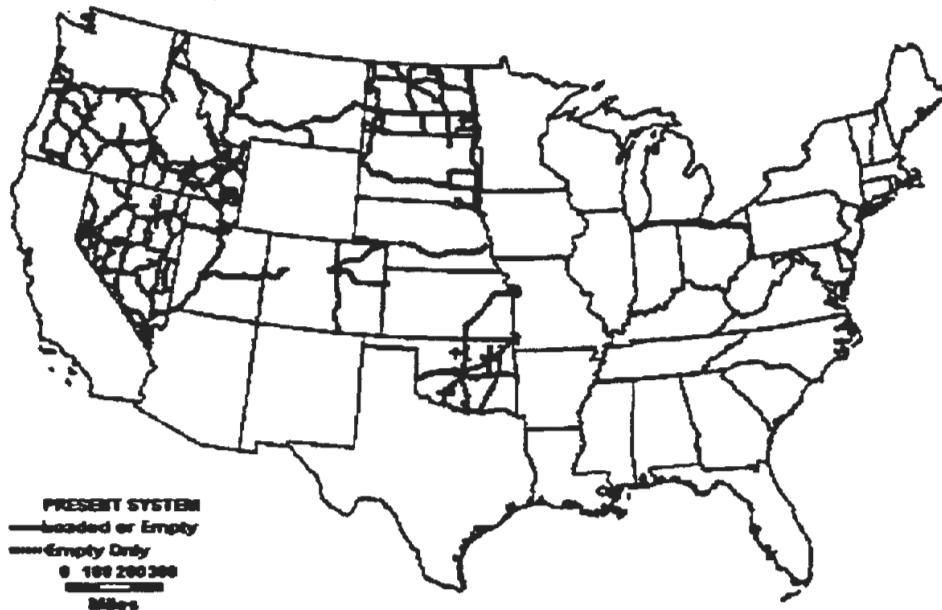 PRESENT SYSTEM
Loaded or Empty
Empty Only
0 100 200 300
Miles